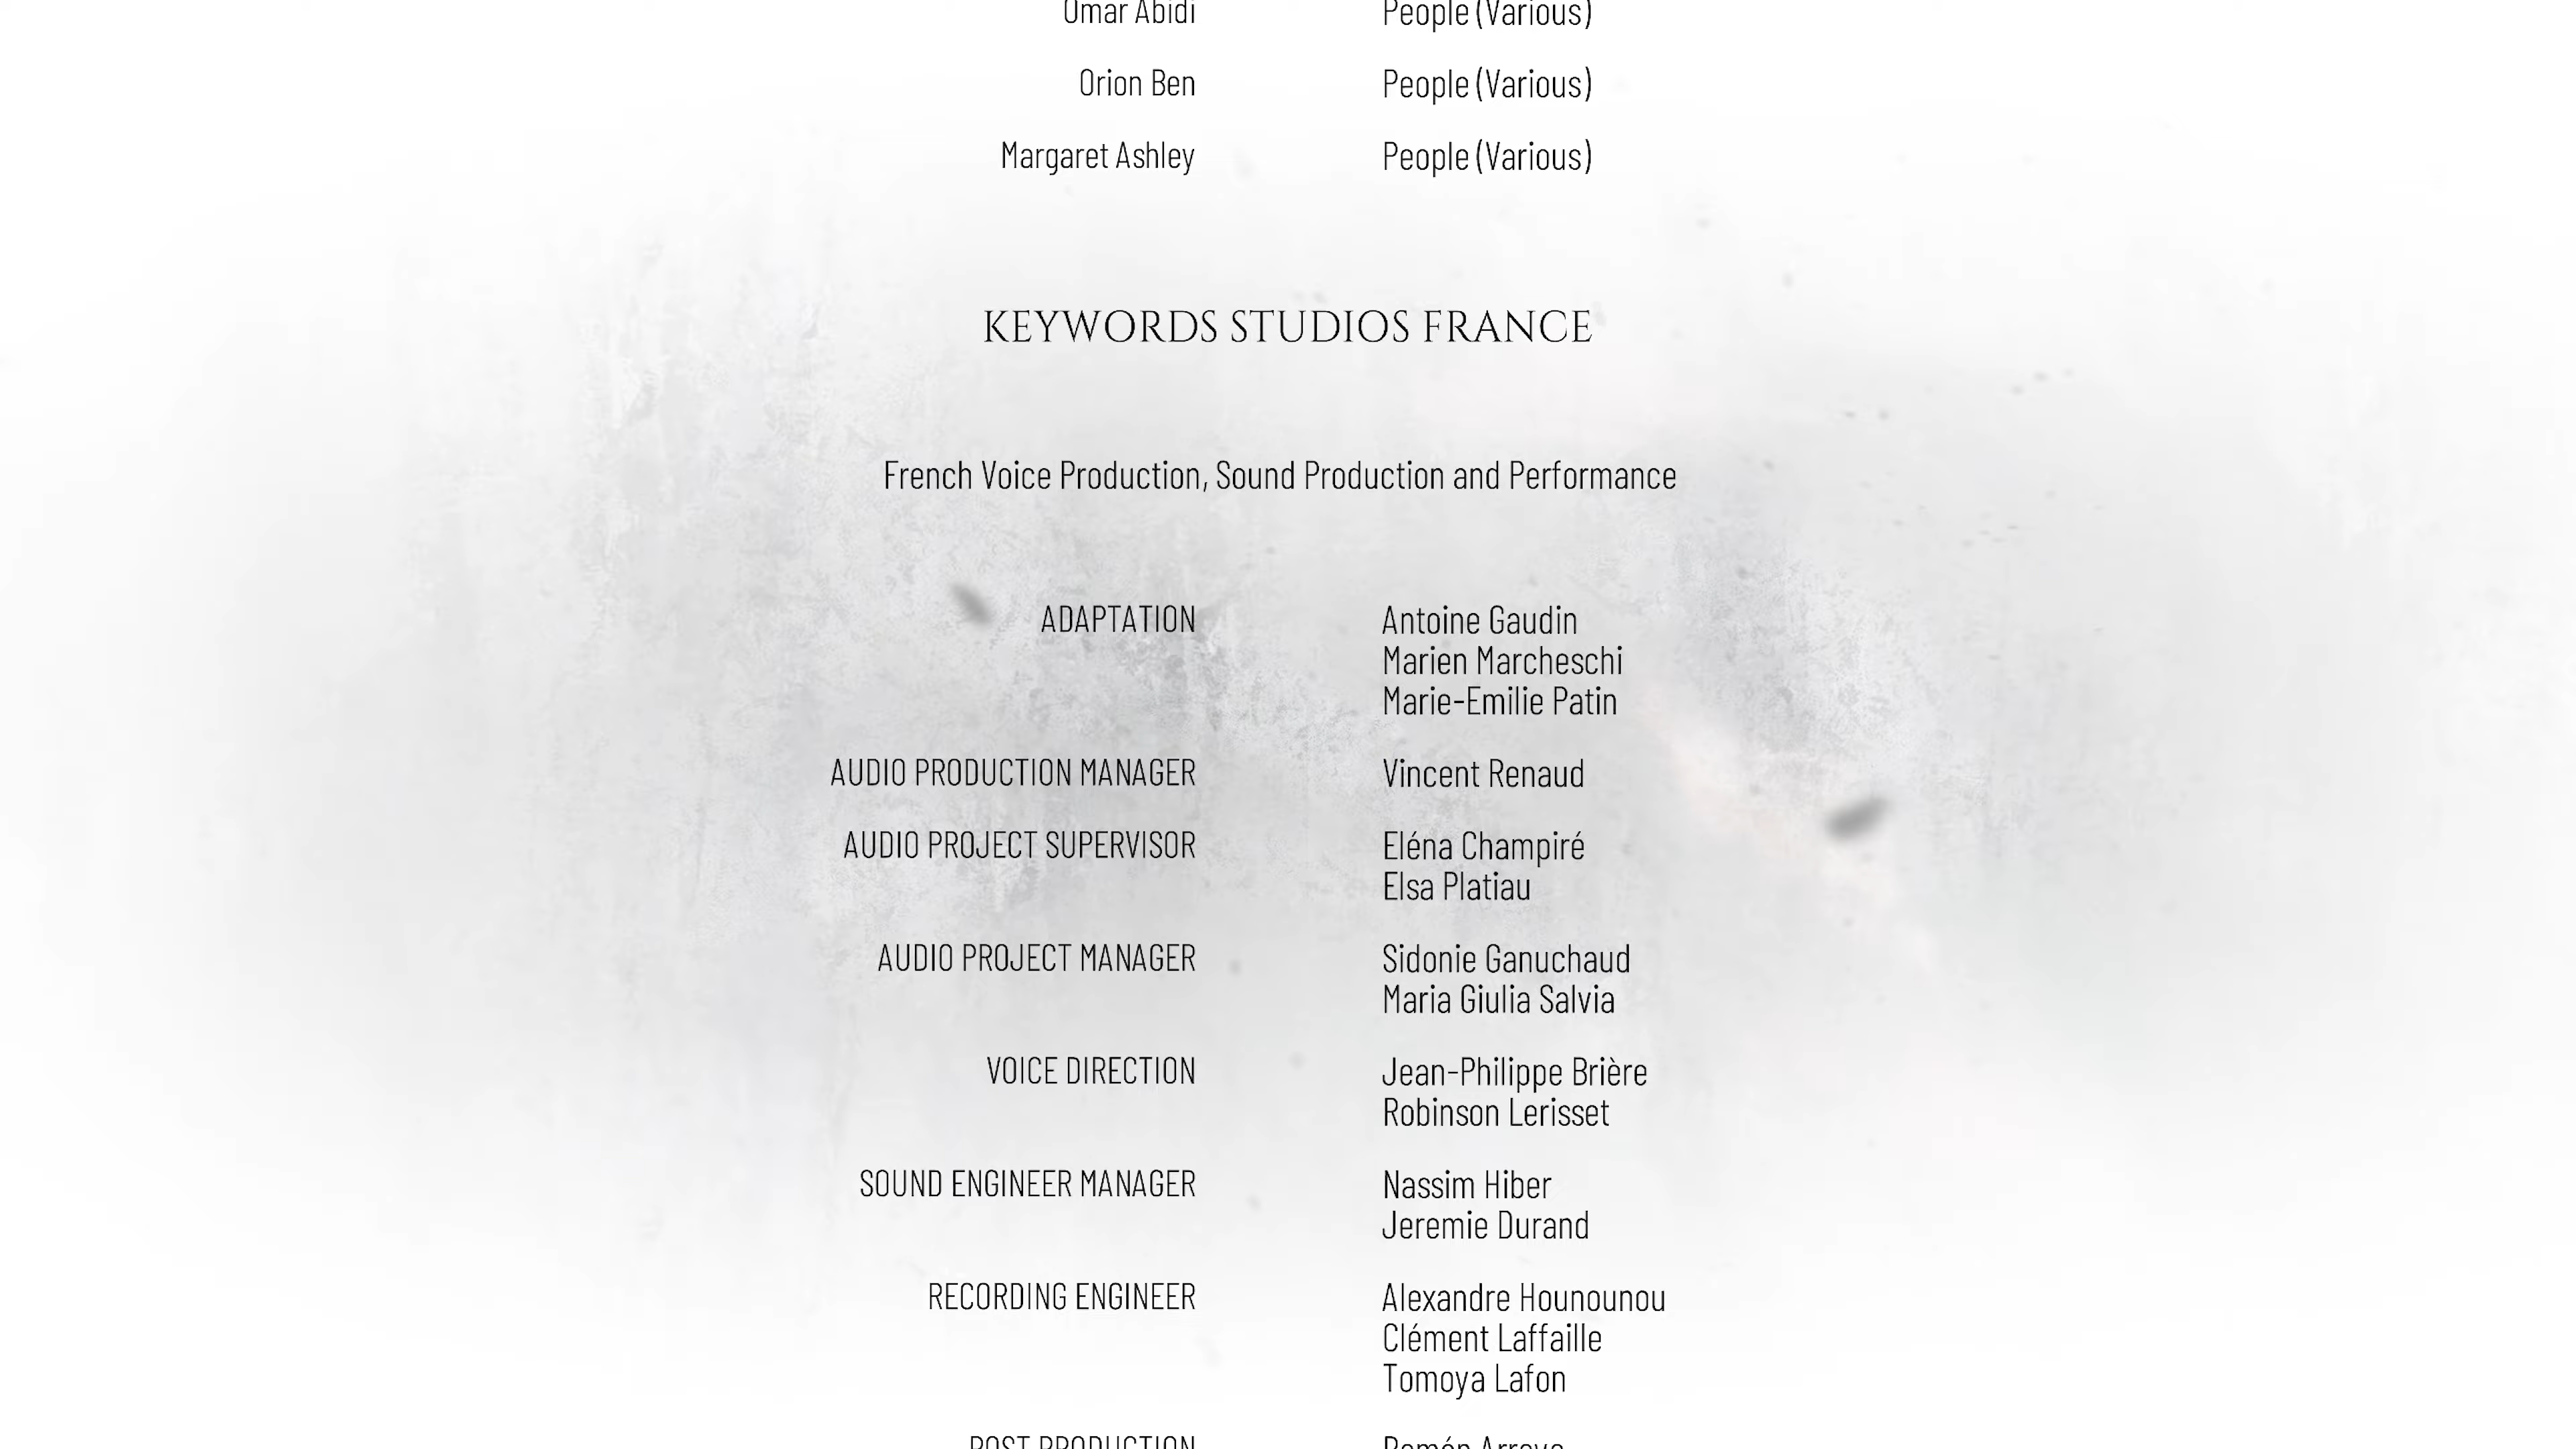 Omar Abidi People (Various)
Orion Ben People (Various)
Margaret Ashley People (Various)
KEYWORDS STUDIOS FRANCE
French Voice Production, Sound Production and Performance
ADAPTATION Antoine Gaudin
Marien Marcheschi
Marie-Emilie Patin
AUDIO PRODUCTION MANAGER Vincent Renaud
AUDIO PROJECT SUPERVISOR Eléna Champiré
Elsa Platiau
AUDIO PROJECT MANAGER Sidonie Ganuchaud
Maria Giulia Salvia
VOICE DIRECTION Jean-Philippe Brière
Robinson Lerisset
SOUND ENGINEER MANAGER Nassim Hiber
Jeremie Durand
RECORDING ENGINEER Alexandre Hounounou
Clément Laffaille
Tomoya Lafon
POST PRODUCTION